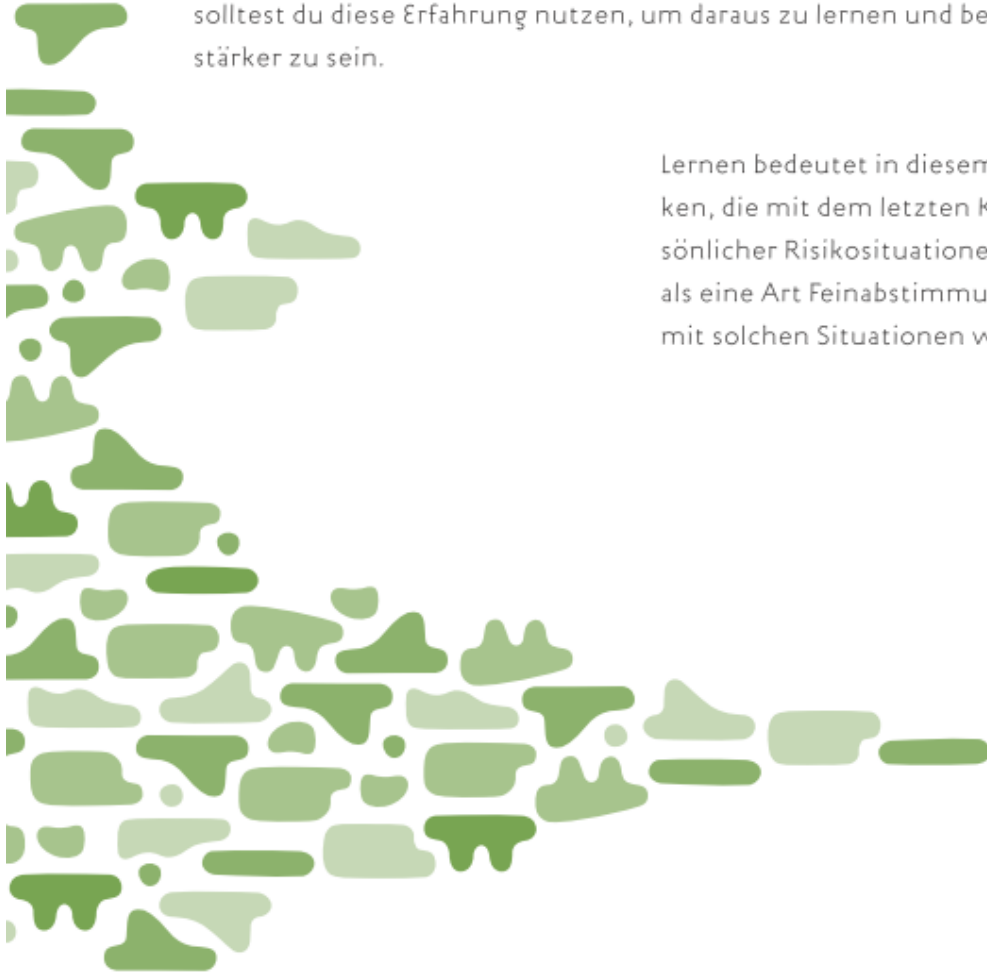 solltest du diese Erfahrung nutzen, um daraus zu lernen und be
stärker zu sein.
Lernen bedeutet in diesem
ken, die mit dem letzten K
sönlicher Risikosituatione
als eine Art Feinabstimmu
mit solchen Situationen w